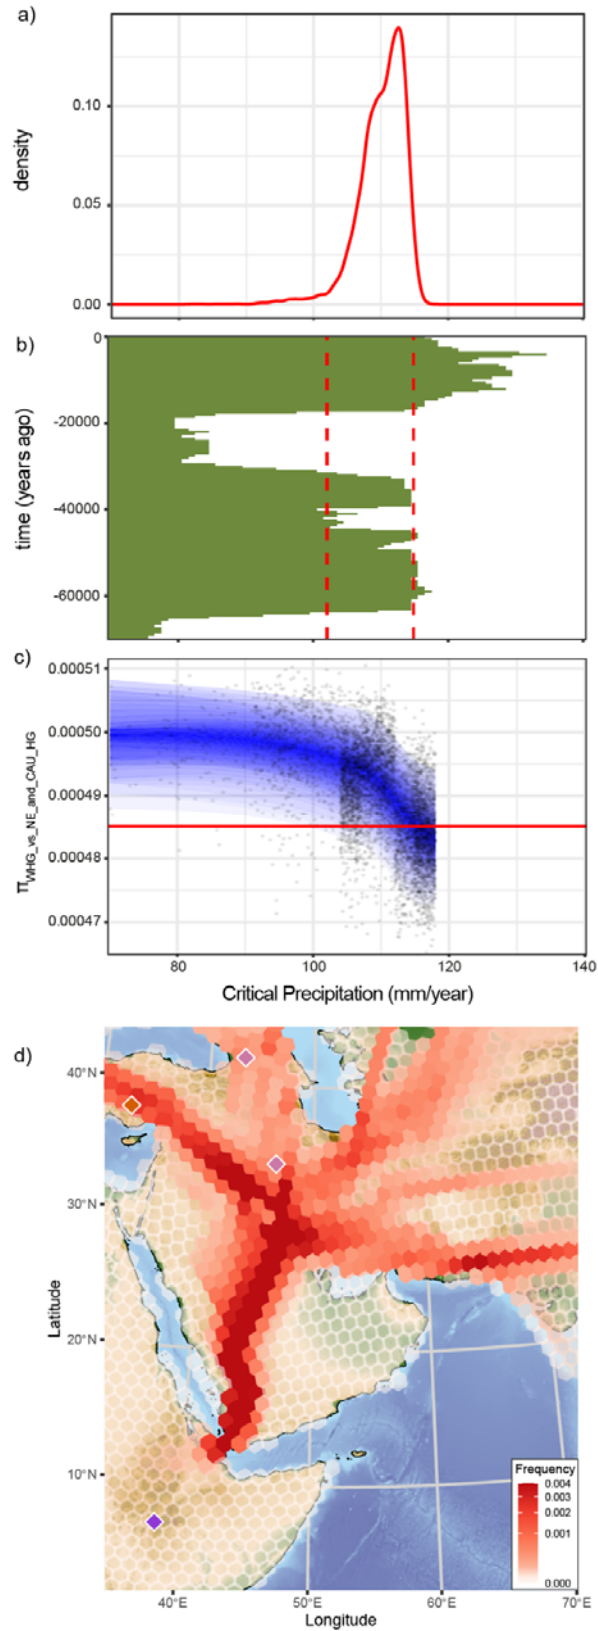 a)
0.10
0.05
0.00
density
b)
0
-20000
-40000
-60000
time (years ago)
c)
0.00051
0.00050
0.00049
0.00048
0.00047
πWHG_vs_NE_and_CAU_HG
80 100 120 140
Critical Precipitation (mm/year)
d)
40°N
30°N
20°N
10°N
Latitude
Frequency
0.004
0.003
0.002
0.001
0.000
40°E 50°E 60°E 70°E
Longitude